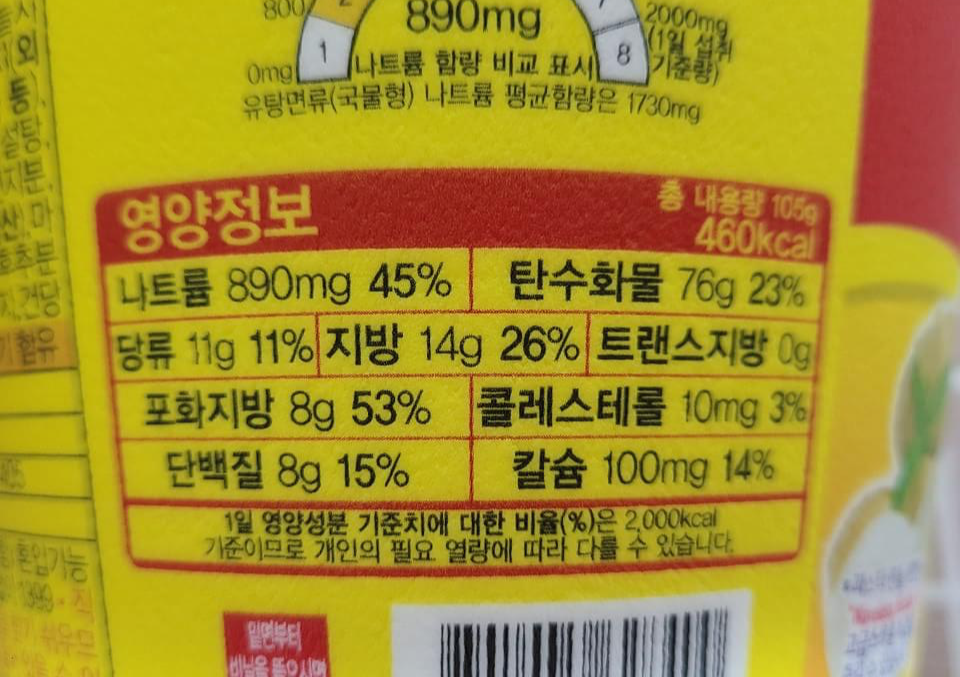 800
2
890mg
2000mg
(1일 섭취
기준량)
1
8
0mg
나트륨 함량 비교 표시
유탕면류(국물형) 나트륨 평균함량은 1730mg
영양정보
총 내용량 105g
460kcal
나트륨 890mg 45%
탄수화물 76g 23%
당류 11g 11%
지방 14g 26%
트랜스지방 0g
포화지방 8g 53%
콜레스테롤 10mg 3%
단백질 8g 15%
칼슘 100mg 14%
1일 영양성분 기준치에 대한 비율(%)은 2,000kcal
기준이므로 개인의 필요 열량에 따라 다를 수 있습니다.
밑면부터